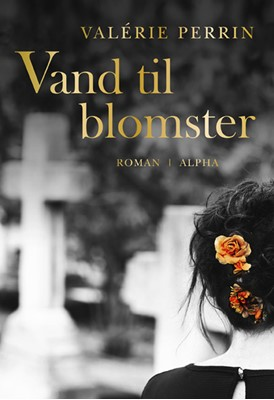 VALÉRIE PERRIN
Vand til
blomster
ROMAN | ALPHA